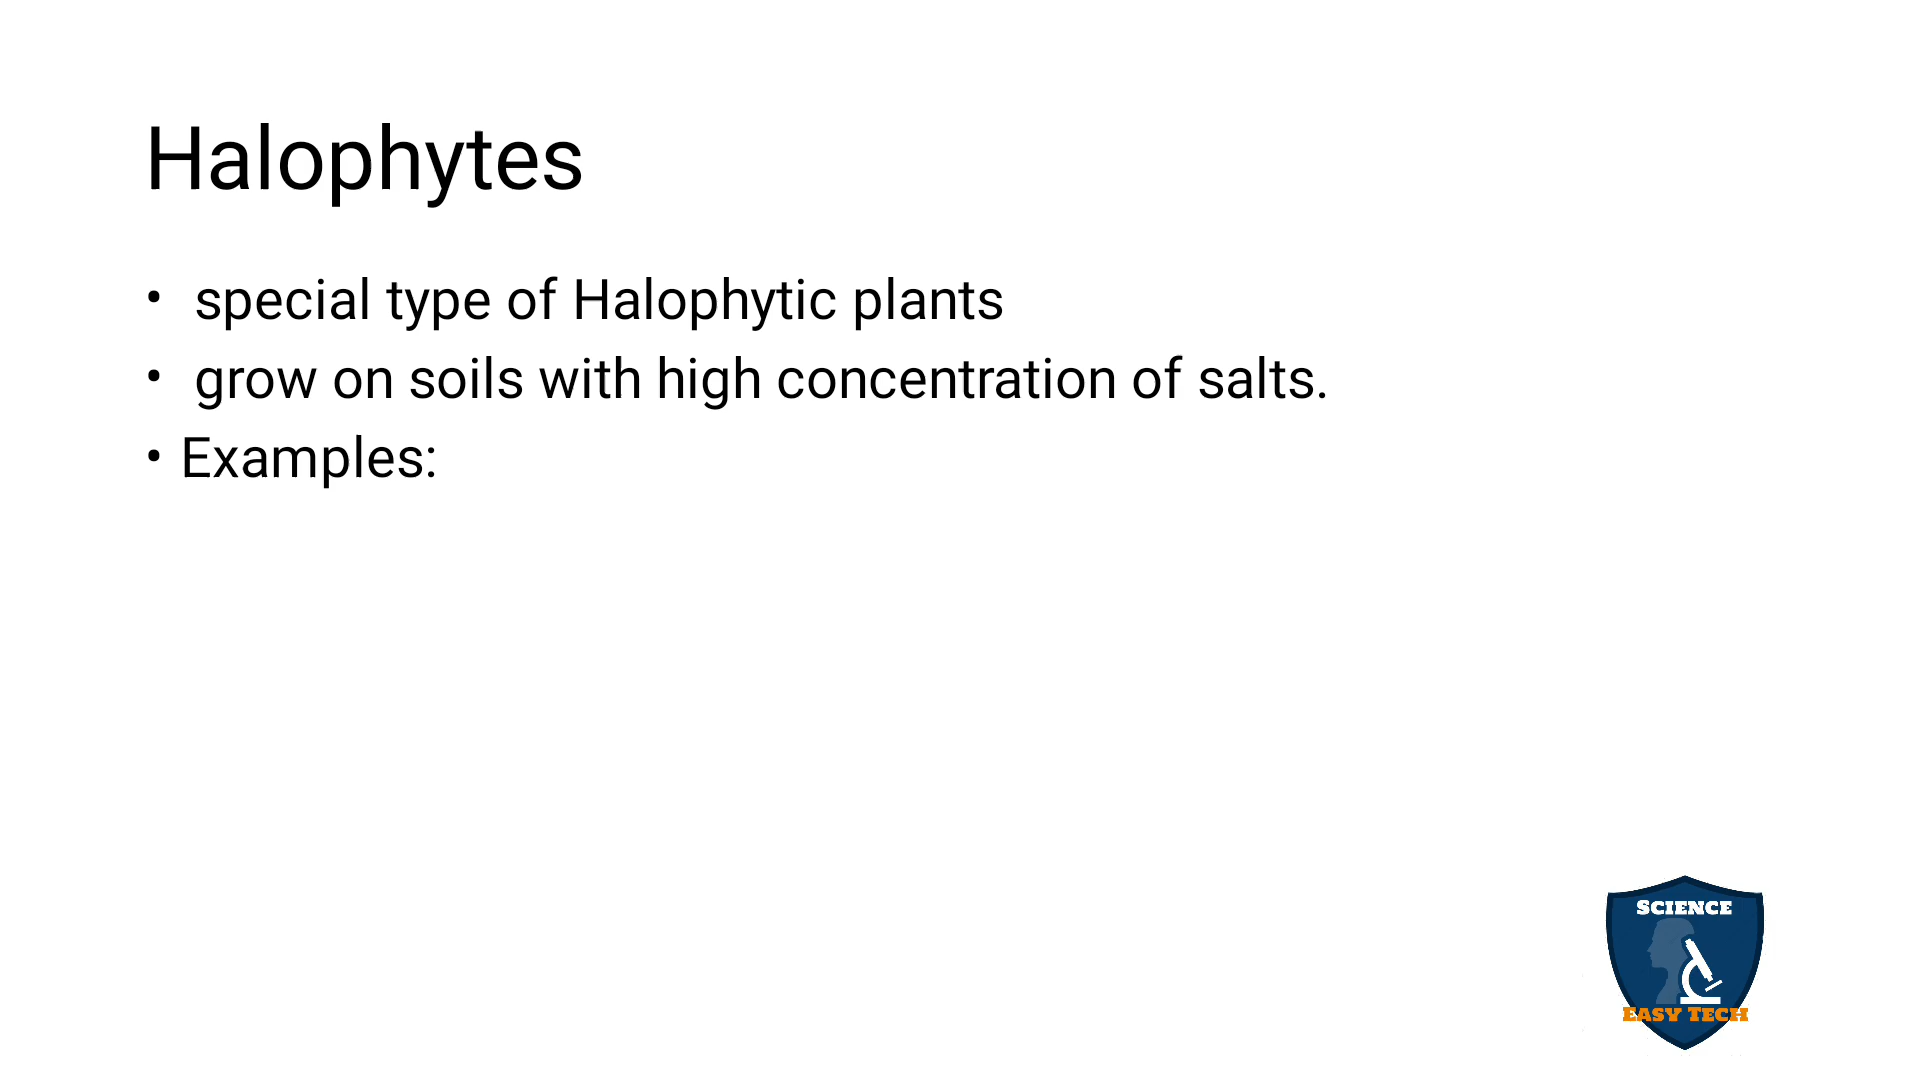 Halophytes
• special type of Halophytic plants
• grow on soils with high concentration of salts.
• Examples:
SCIENCE
EASY TECH